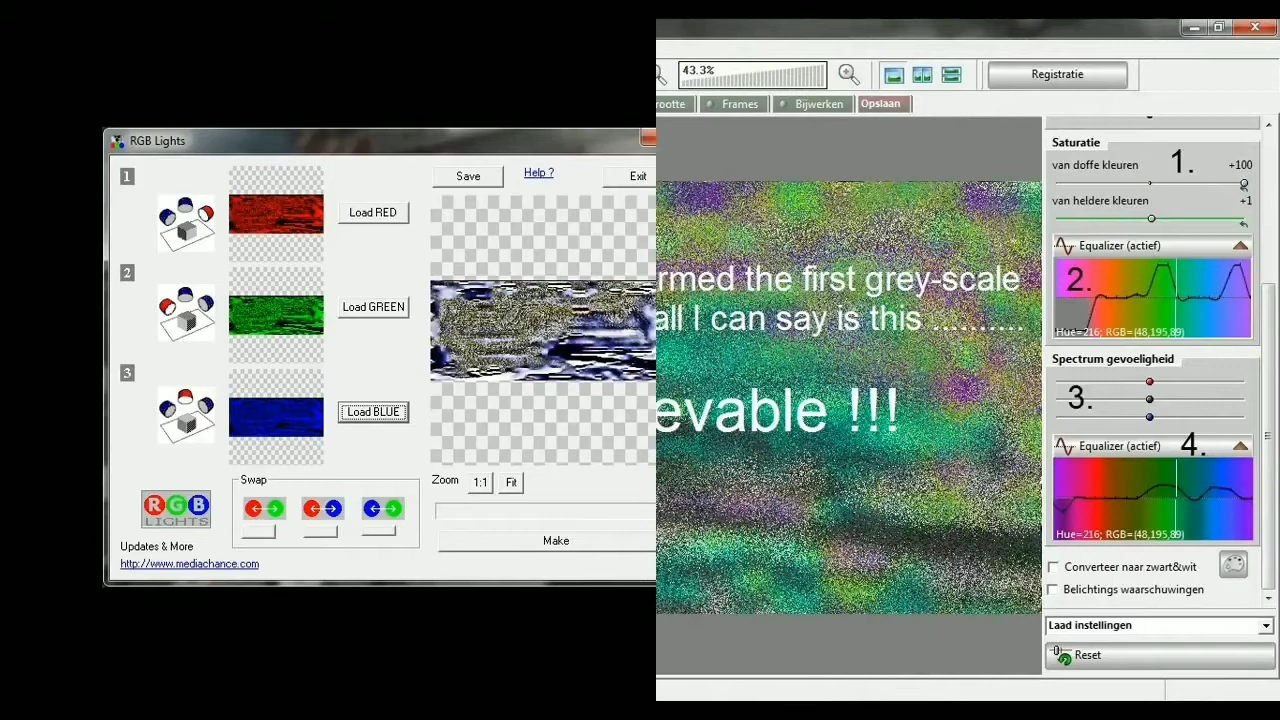 RGB Lights
1
Load RED
2
Load GREEN
3
Load BLUE
Save
Help ?
Exit
Zoom
1:1
Fit
Make
Swap
RGB
LIGHTS
Updates & More
http://www.mediachance.com
43.3%
Registratie
ootte
Frames
Bijwerken
Opslaan
rmed the first grey-scale
all I can say is this ..........
evable !!!
Saturatie
van doffe kleuren
1.
+100
van heldere kleuren
+1
Equalizer (actief)
2.
Hue=216; RGB=(48,195,89)
Spectrum gevoeligheid
3.
Equalizer (actief)
4.
Hue=216; RGB=(48,195,89)
Converteer naar zwart&wit
Belichtings waarschuwingen
Laad instellingen
Reset